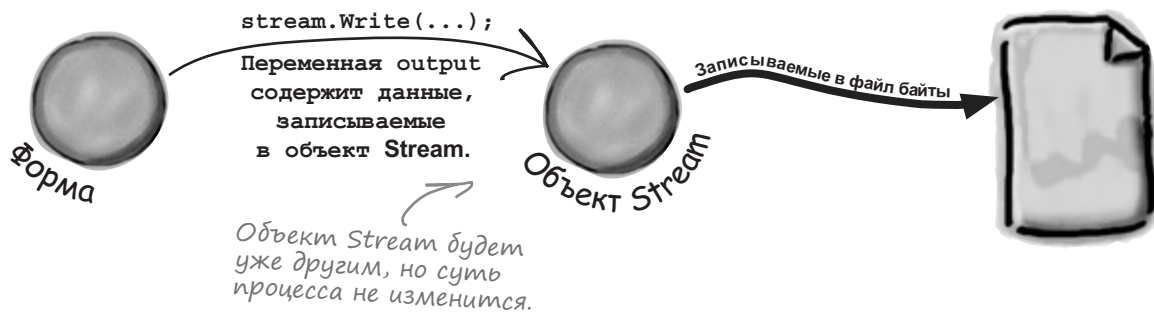 stream.Write(...);
Переменная output
содержит данные,
записываемые
в объект Stream.
Записываемые в файл байты
Форма
Объект Stream
Объект Stream будет
уже другим, но суть
процесса не изменится.